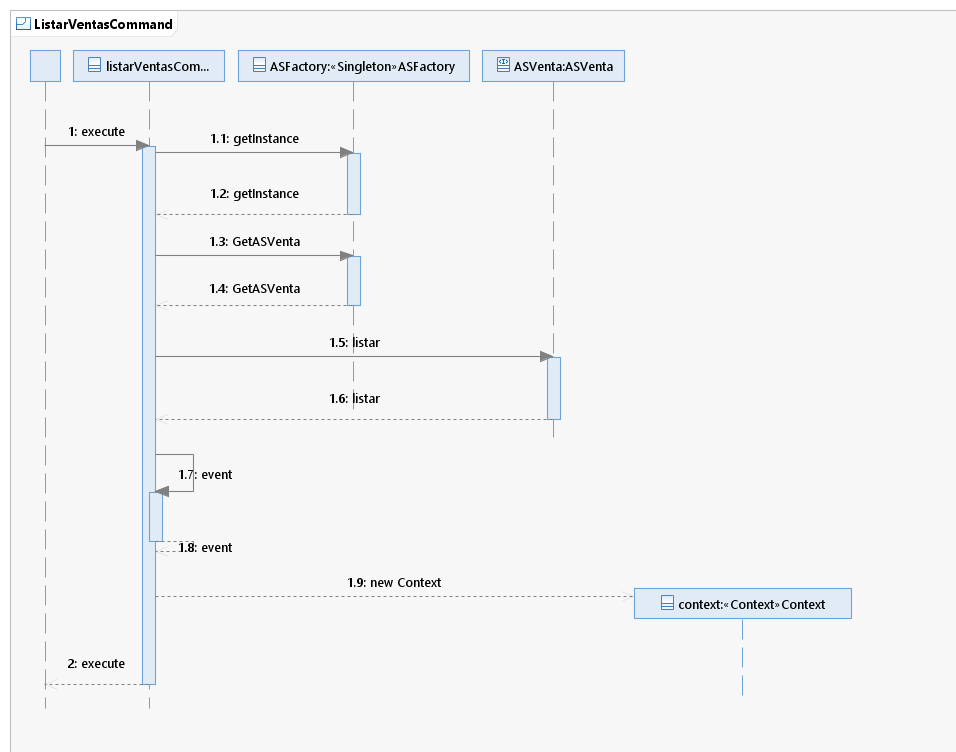 ListarVentasCommand
listarVentasCom...
ASFactory:«Singleton»ASFactory
ASVenta:ASVenta
1: execute
1.1: getInstance
1.2: getInstance
1.3: GetASVenta
1.4: GetASVenta
1.5: listar
1.6: listar
1.7: event
1.8: event
1.9: new Context
context:«Context»Context
2: execute